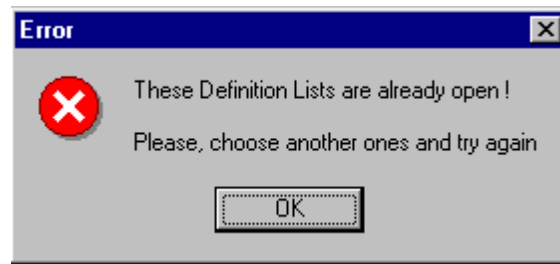 Error
These Definition Lists are already open !
Please, choose another ones and try again
OK